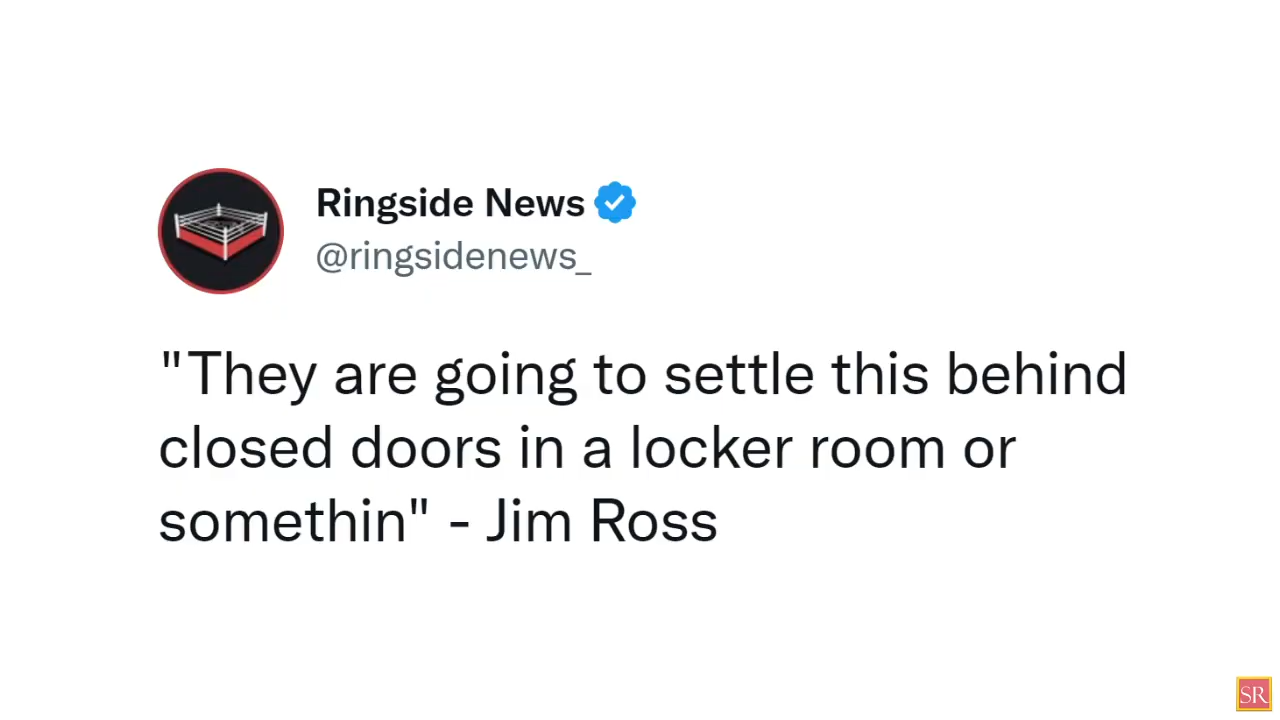 Ringside News
@ringsidenews_
"They are going to settle this behind
closed doors in a locker room or
somethin" - Jim Ross
SR